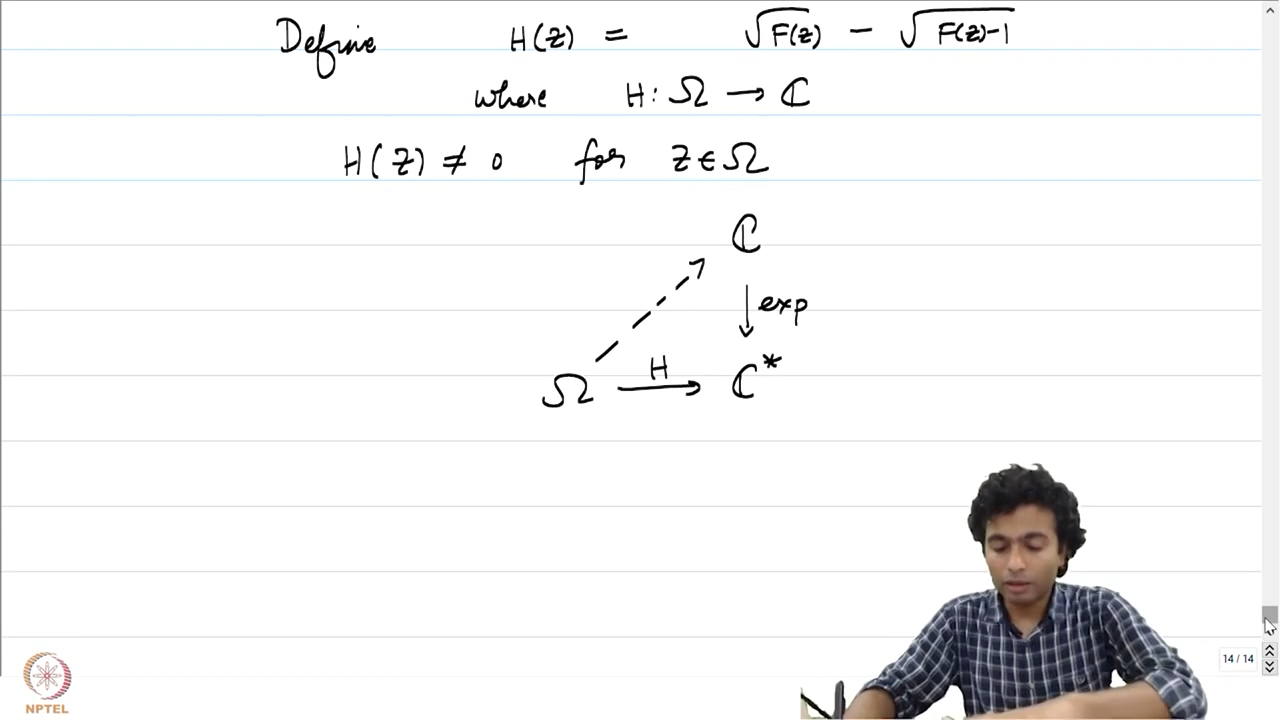 Define H(z) = √F(z) − √F(z)-1
where H: Ω → ℂ
H(z) ≠ 0 for z ∈ Ω
ℂ
exp
Ω H ℂ*
14 / 14
NPTEL